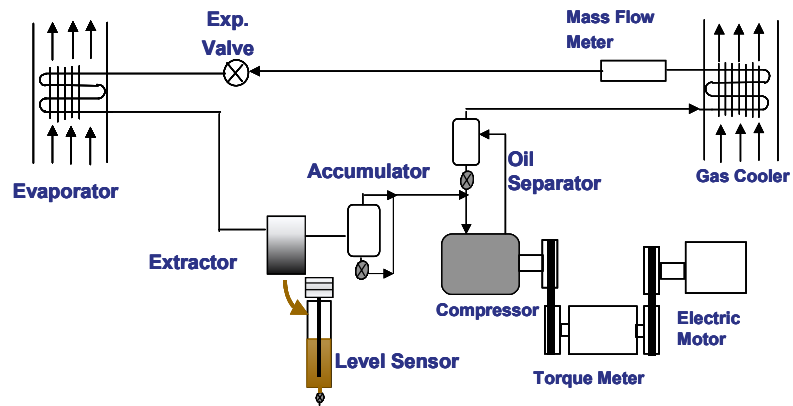 Exp.
Valve
Mass Flow
Meter
Evaporator
Accumulator
Oil
Separator
Gas Cooler
Extractor
Compressor
Electric
Motor
Level Sensor
Torque Meter